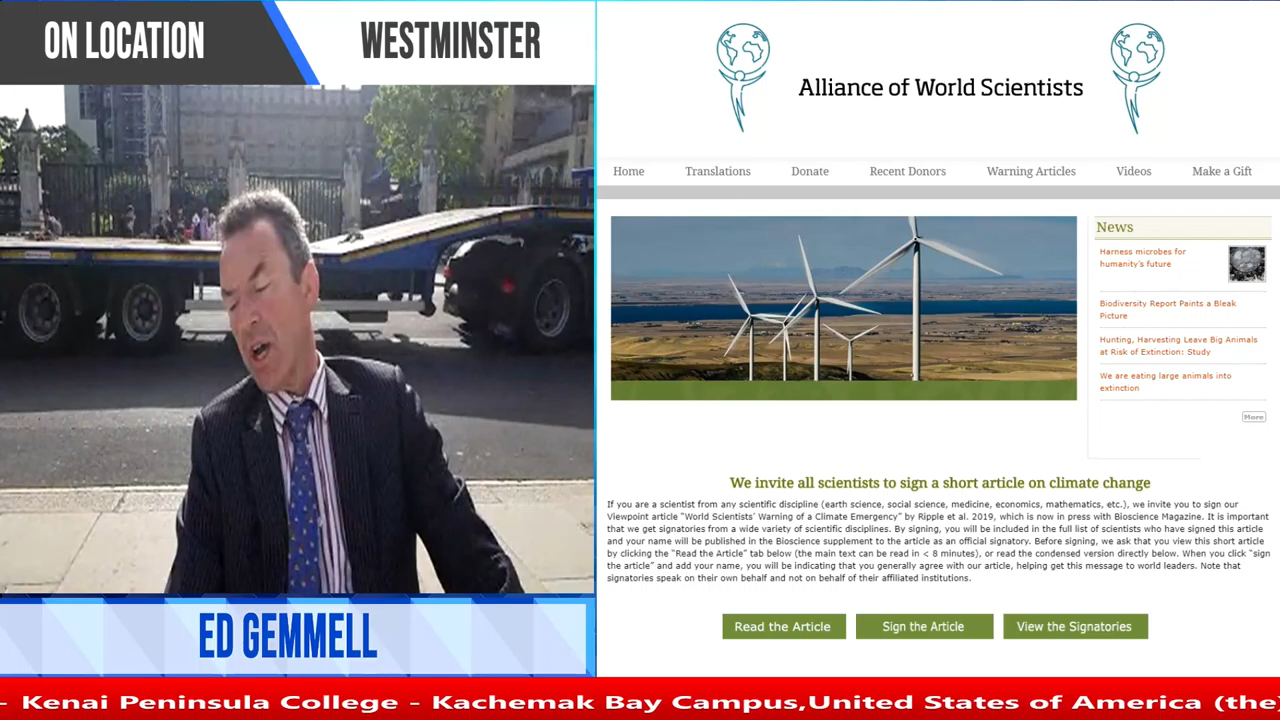 ON LOCATION
WESTMINSTER
Alliance of World Scientists
Home
Translations
Donate
Recent Donors
Warning Articles
Videos
Make a Gift
News
Harness microbes for
humanity's future
Biodiversity Report Paints a Bleak
Picture
Hunting, Harvesting Leave Big Animals
at Risk of Extinction: Study
We are eating large animals into
extinction
More
We invite all scientists to sign a short article on climate change
If you are a scientist from any scientific discipline (earth science, social science, medicine, economics, mathematics, etc.), we invite you to sign our
Viewpoint article "World Scientists' Warning of a Climate Emergency" by Ripple et al. 2019, which is now in press with Bioscience Magazine. It is important
that we get signatories from a wide variety of scientific disciplines. By signing, you will be included in the full list of scientists who have signed this article
and your name will be published in the Bioscience supplement to the article as an official signatory. Before signing, we ask that you view this short article
by clicking the "Read the Article" tab below (the main text can be read in < 8 minutes), or read the condensed version directly below. When you click "sign
the article" and add your name, you will be indicating that you generally agree with our article, helping get this message to world leaders. Note that
signatories speak on their own behalf and not on behalf of their affiliated institutions.
Read the Article
Sign the Article
View the Signatories
ED GEMMELL
- Kenai Peninsula College - Kachemak Bay Campus,United States of America (the)